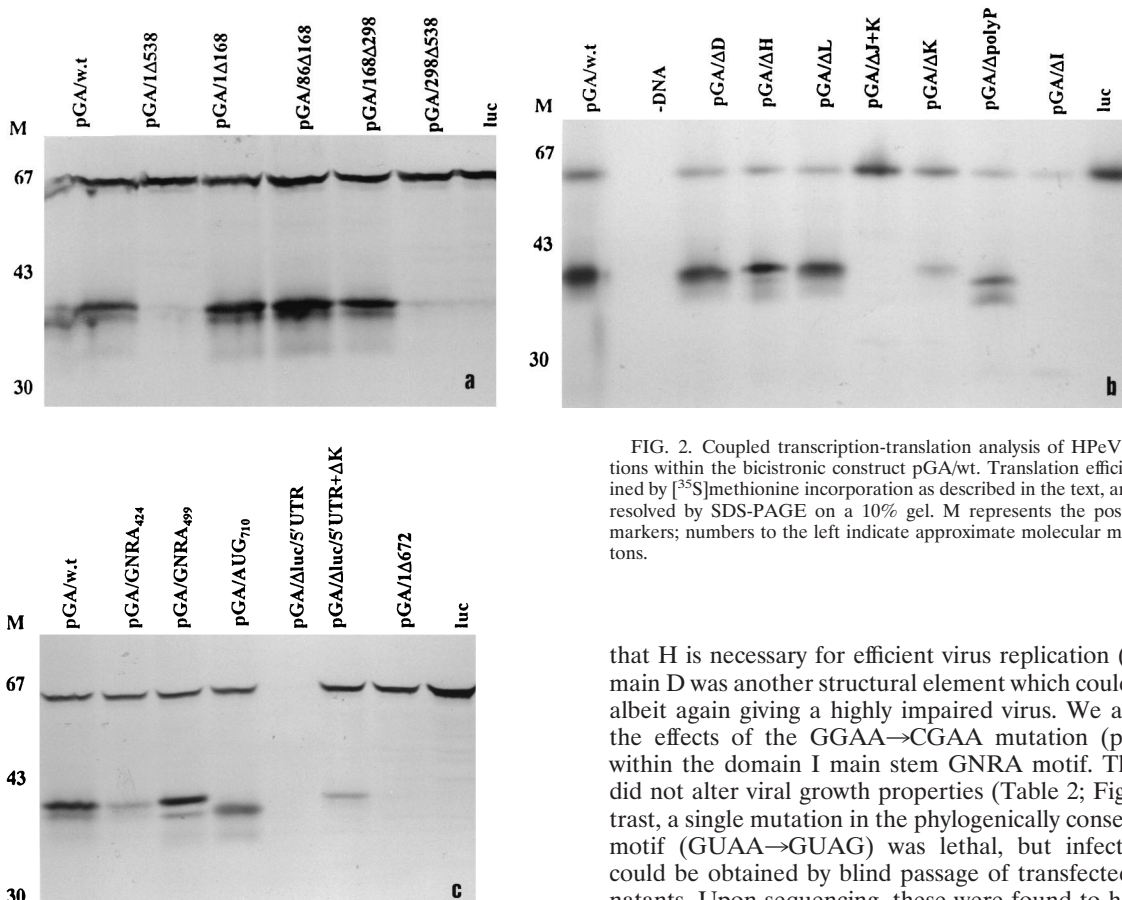 M pGA/w.t pGA/1Δ538 pGA/1Δ168 pGA/86Δ168 pGA/168Δ298 pGA/298Δ538 luc
67
43
30
a
M pGA/w.t -DNA pGA/ΔD pGA/ΔH pGA/ΔL pGA/ΔJ+K pGA/ΔK pGA/ΔpolyP pGA/ΔI luc
67
43
30
b
M pGA/w.t pGA/GNRA424 pGA/GNRA499 pGA/AUG710 pGA/Δluc/5'UTR pGA/Δluc/5'UTR+ΔK pGA/1Δ672 luc
67
43
30
c
FIG. 2. Coupled transcription-translation analysis of HPeV
tions within the bicistronic construct pGA/wt. Translation effici
ined by [35S]methionine incorporation as described in the text, an
resolved by SDS-PAGE on a 10% gel. M represents the pos
markers; numbers to the left indicate approximate molecular m
tons.
that H is necessary for efficient virus replication (
main D was another structural element which could
albeit again giving a highly impaired virus. We a
the effects of the GGAA→CGAA mutation (p
within the domain I main stem GNRA motif. Th
did not alter viral growth properties (Table 2; Fig
trast, a single mutation in the phylogenically conse
motif (GUAA→GUAG) was lethal, but infect
could be obtained by blind passage of transfected
natants. Upon sequencing, these were found to h